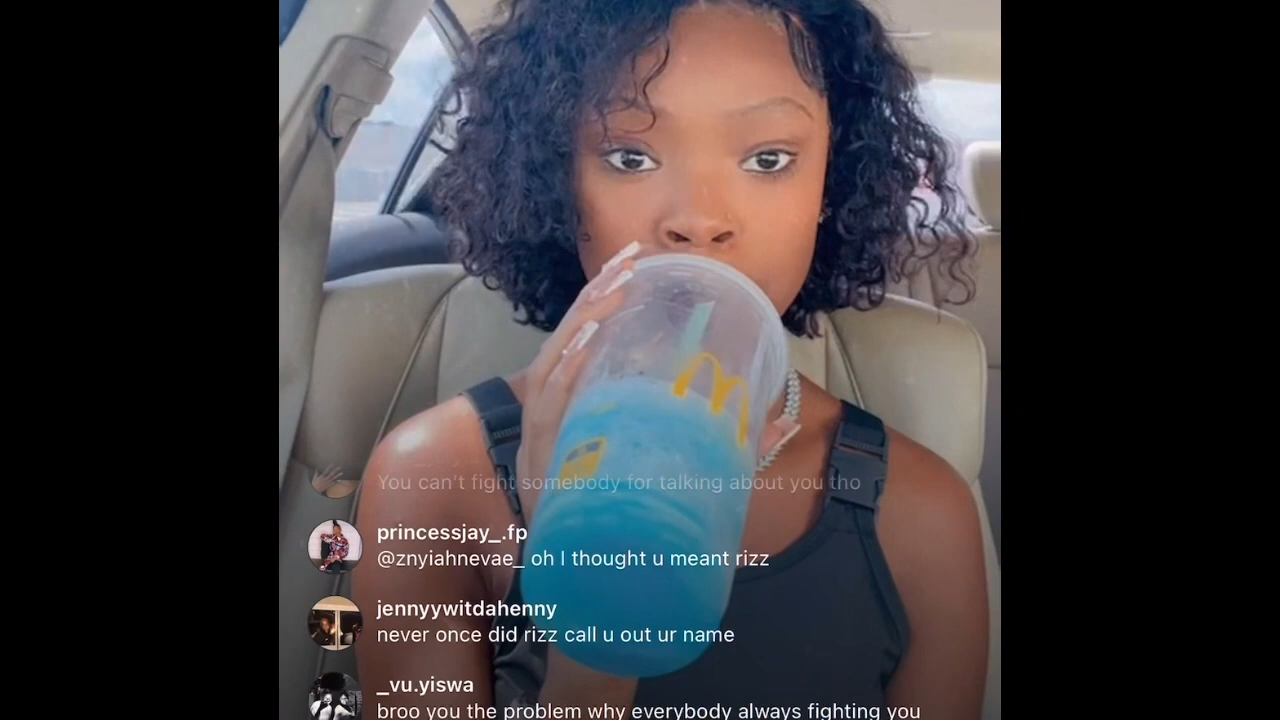 You can't fight somebody for talking about you tho
princessjay_.fp
@znyiahnevae_ oh I thought u meant rizz
jennyywitdahenny
never once did rizz call u out ur name
_vu.yiswa
broo you the problem why everybody always fighting you